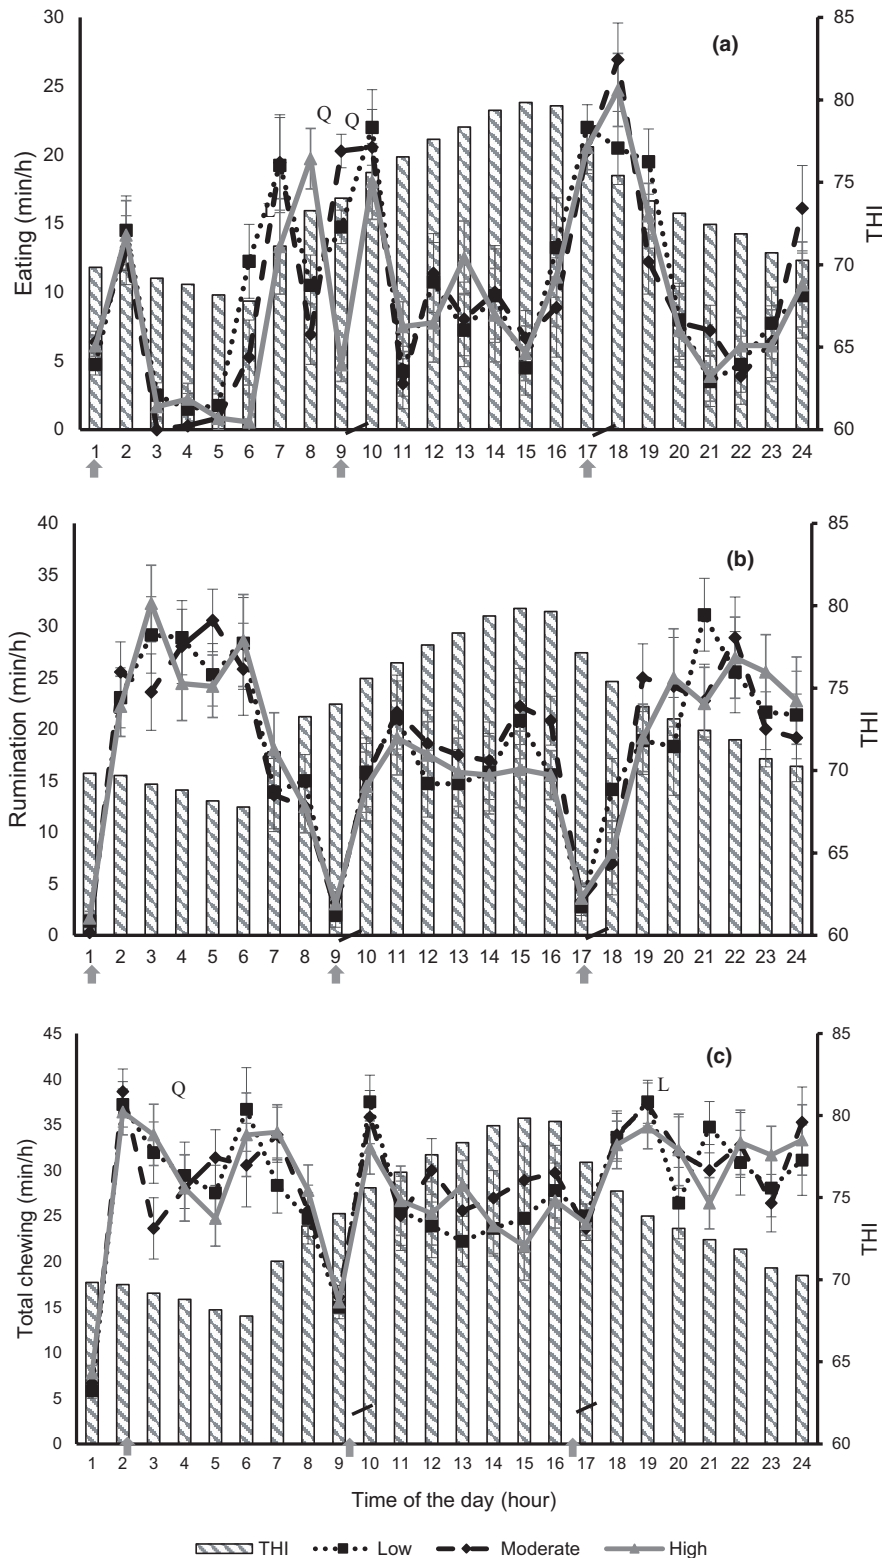 (a)
Eating (min/h)
30
25
20
15
10
5
0
85
80
75
70
65
60
THI
Q Q
L
1 2 3 4 5 6 7 8 9 10 11 12 13 14 15 16 17 18 19 20 21 22 23 24
(b)
Rumination (min/h)
40
35
30
25
20
15
10
5
0
85
80
75
70
65
60
THI
1 2 3 4 5 6 7 8 9 10 11 12 13 14 15 16 17 18 19 20 21 22 23 24
(c)
Total chewing (min/h)
45
40
35
30
25
20
15
10
5
0
85
80
75
70
65
60
THI
Q
L
1 2 3 4 5 6 7 8 9 10 11 12 13 14 15 16 17 18 19 20 21 22 23 24
Time of the day (hour)
THI Low Moderate High